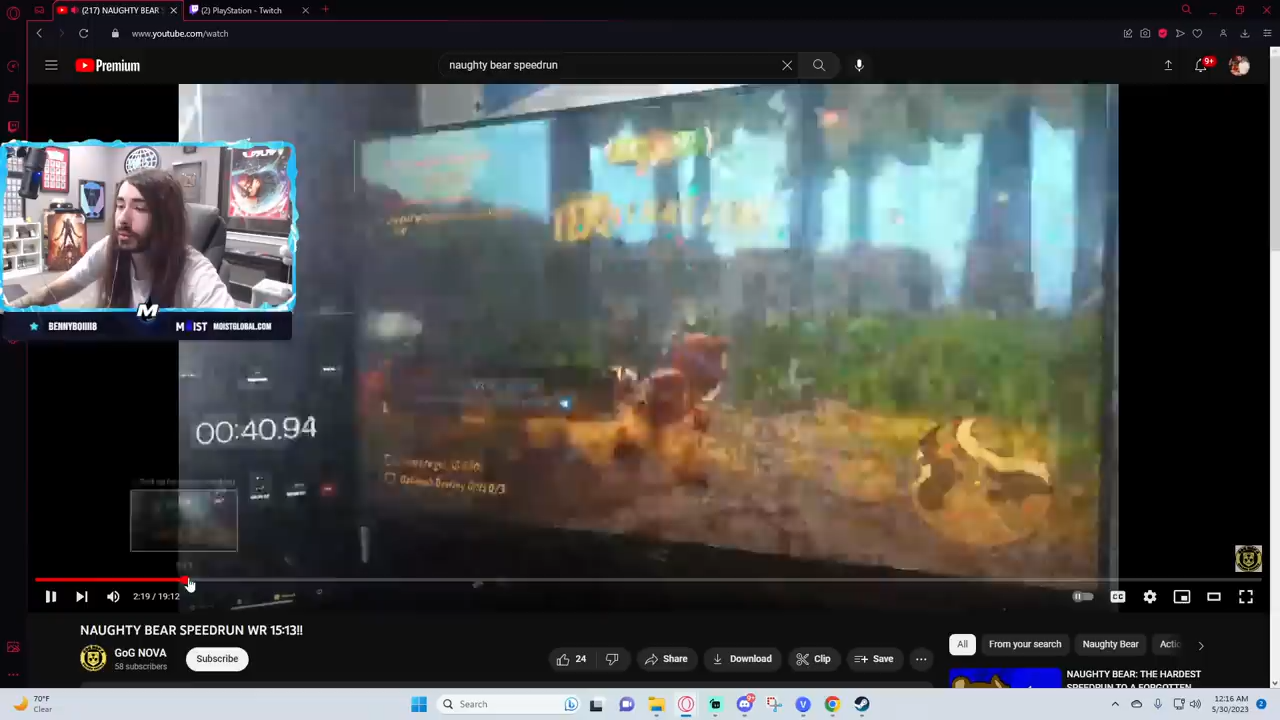 (217) NAUGHTY BEAR
(2) PlayStation - Twitch
www.youtube.com/watch
Premium
naughty bear speedrun
9+
BENNYBOIIII8
M
MOIST
MOISTGLOBAL.COM
00:40.94
2:19 / 19:12
CC
NAUGHTY BEAR SPEEDRUN WR 15:13!!
GoG NOVA
58 subscribers
Subscribe
24
Share
Download
Clip
Save
All
From your search
Naughty Bear
NAUGHTY BEAR: THE HARDEST
SPEEDRUN TO A FORGOTTEN
70°F
Clear
Search
12:16 AM
5/30/2023